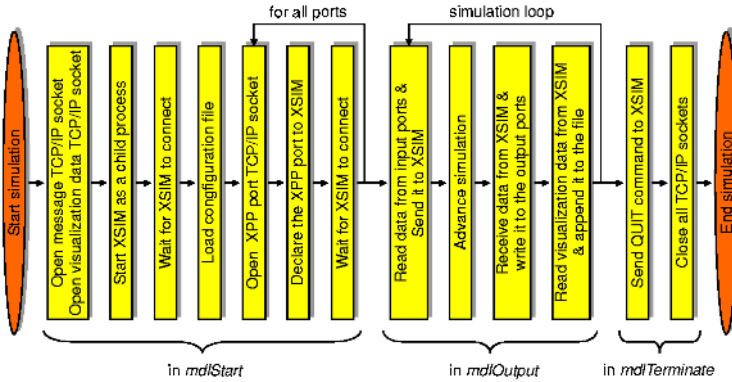 for all ports
simulation loop
Start simulation
Open message TCP/IP socket
Open visualization data TCP/IP socket
Start XSIM as a child process
Wait for XSIM to connect
Load congfiguration file
Open XPP port TCP/IP socket
Declare the XPP port to XSIM
Wait for XSIM to connect
Read data from input ports &
Send it to XSIM
Advance simulation
Receive data from XSIM &
write it to the output ports
Read visualization data from XSIM
& append it to the file
Send QUIT command to XSIM
Close all TCP/IP sockets
End simulation
in mdlStart
in mdlOutput
in mdlTerminate